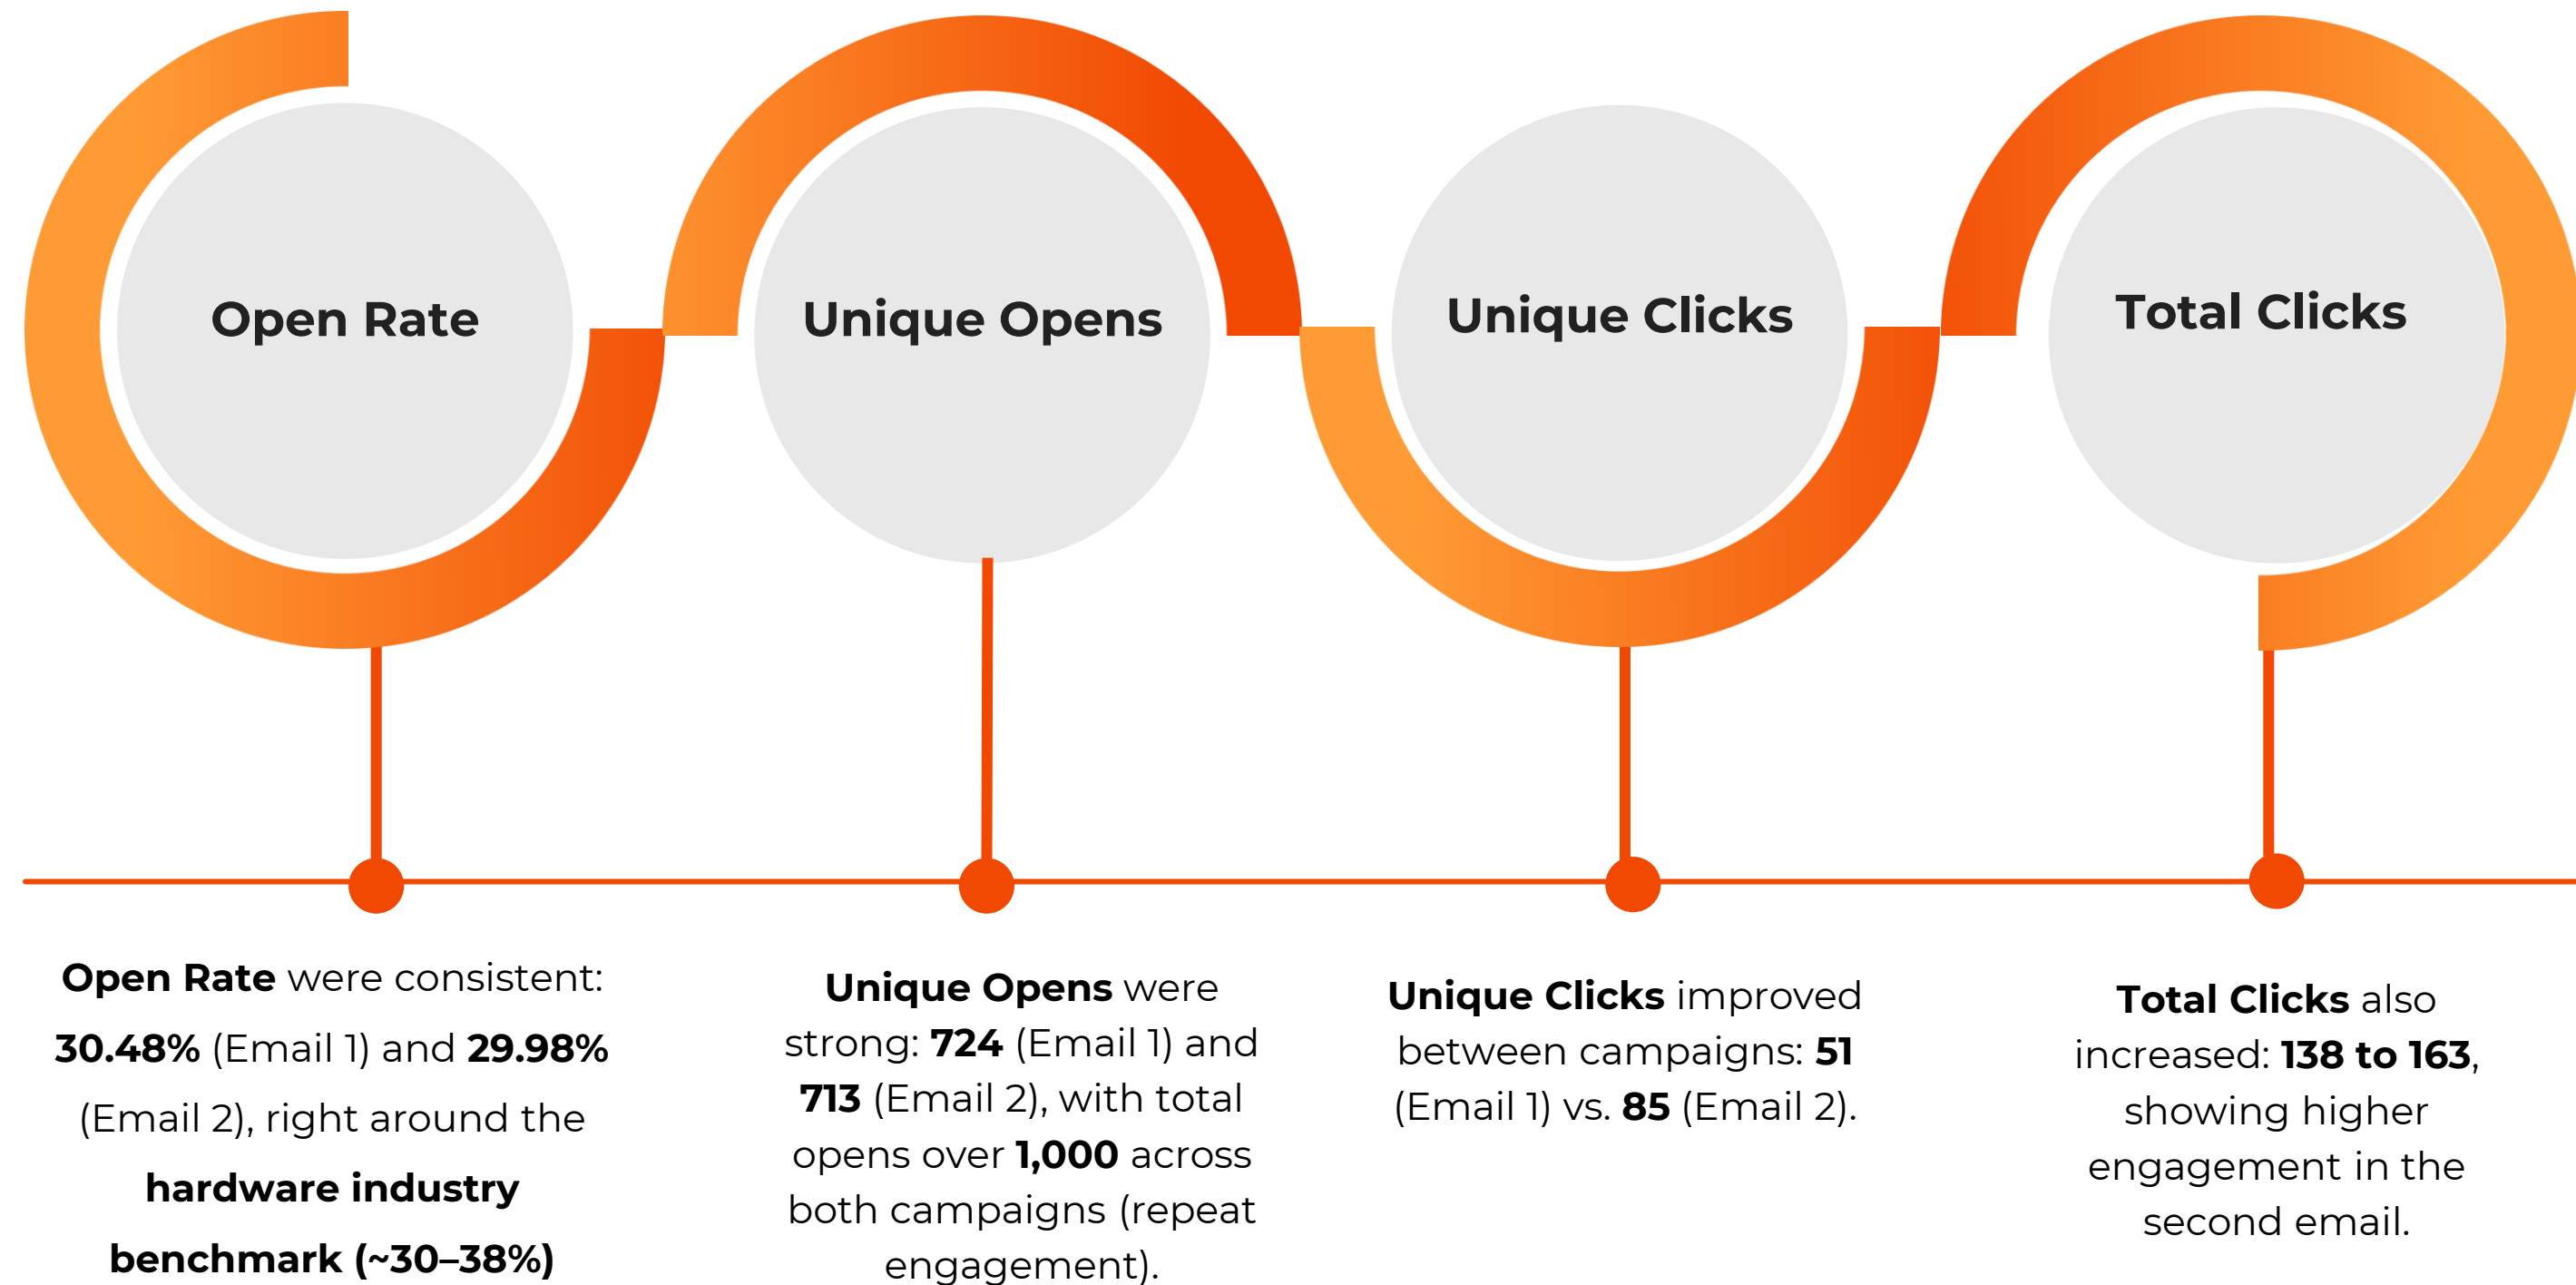 Open Rate
Unique Opens
Unique Clicks
Total Clicks
Open Rate were consistent:
30.48% (Email 1) and 29.98%
(Email 2), right around the
hardware industry
benchmark (~30–38%)
Unique Opens were
strong: 724 (Email 1) and
713 (Email 2), with total
opens over 1,000 across
both campaigns (repeat
engagement).
Unique Clicks improved
between campaigns: 51
(Email 1) vs. 85 (Email 2).
Total Clicks also
increased: 138 to 163,
showing higher
engagement in the
second email.